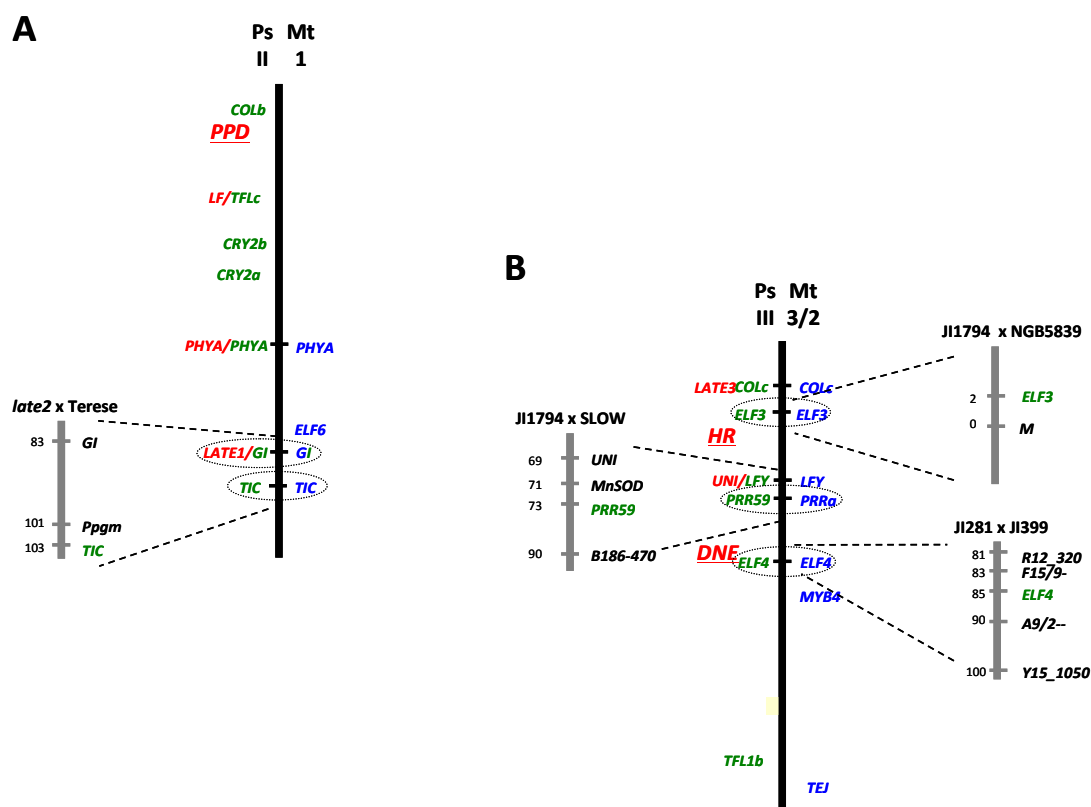 A
Ps Mt
II 1
COLb
PPD
LF/TFLc
CRY2b
CRY2a
PHYA/PHYA PHYA
late2 x Terese
83 GI
101 Ppgm
103 TIC
ELF6
LATE1/GI GI
TIC TIC
B
Ps Mt
III 3/2
LATE3 COLc COLc
ELF3 ELF3
HR
UNI/LFY LFY
PRR59 PRRa
DNE
ELF4 ELF4
MYB4
TFL1b
TEJ
JI1794 x SLOW
69 UNI
71 MnSOD
73 PRR59
90 B186-470
JI1794 x NGB5839
2 ELF3
0 M
JI281 x JI399
81 R12_320
83 F15/9-
85 ELF4
90 A9/2--
100 Y15_1050